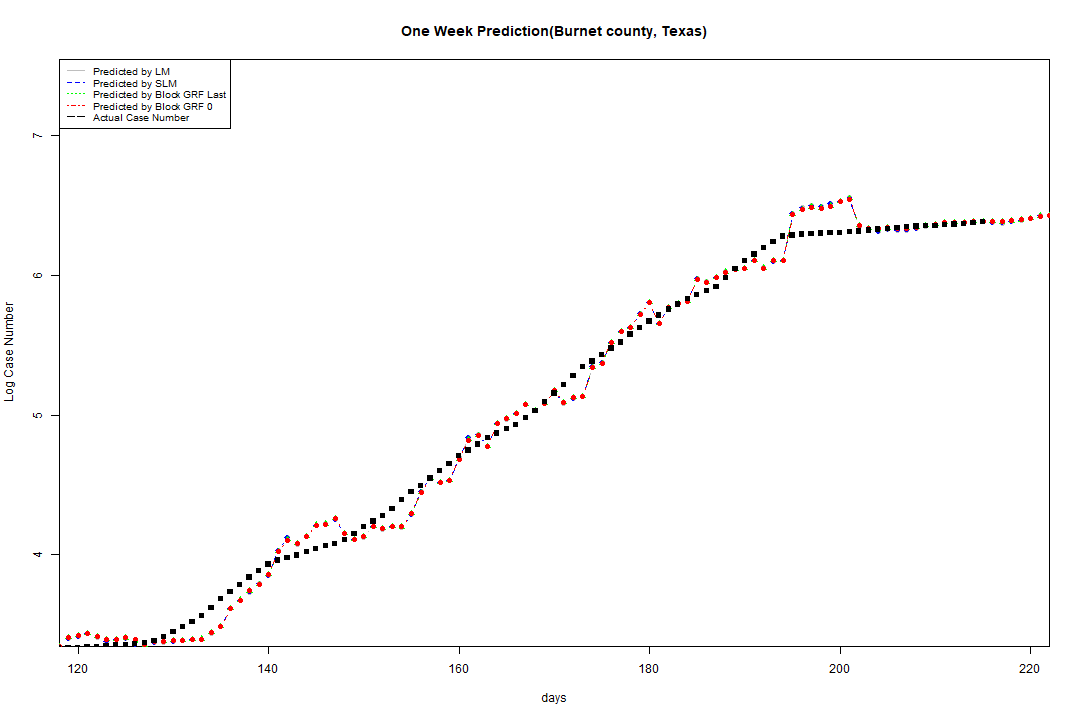 One Week Prediction(Burnet county, Texas)
Predicted by LM
Predicted by SLM
Predicted by Block GRF Last
Predicted by Block GRF 0
Actual Case Number
7
6
5
4
Log Case Number
120 140 160 180 200 220
days